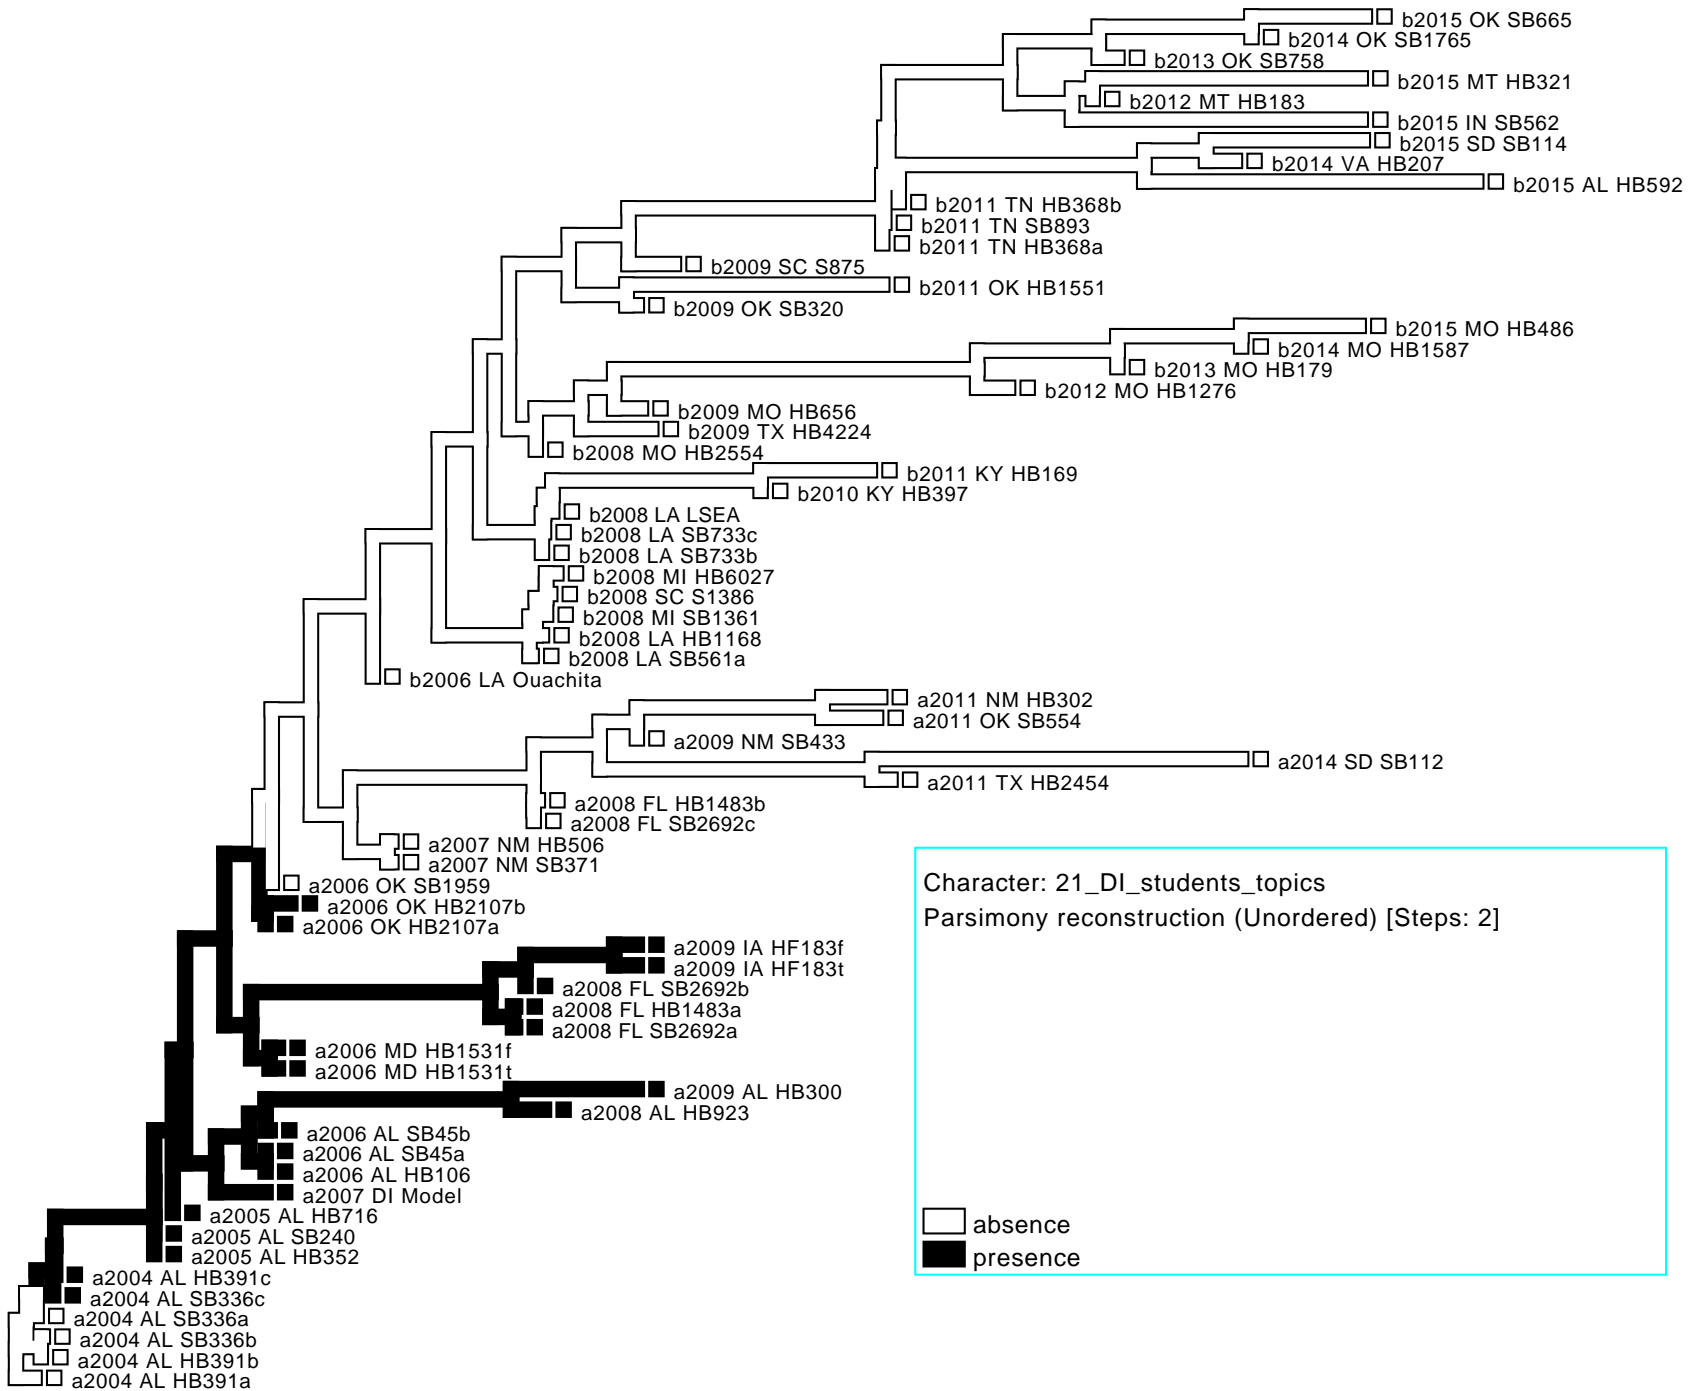 b2015 OK SB665
b2014 OK SB1765
b2013 OK SB758
b2015 MT HB321
b2012 MT HB183
b2015 IN SB562
b2015 SD SB114
b2014 VA HB207
b2015 AL HB592
b2011 TN HB368b
b2011 TN SB893
b2011 TN HB368a
b2009 SC S875
b2011 OK HB1551
b2009 OK SB320
b2015 MO HB486
b2014 MO HB1587
b2013 MO HB179
b2012 MO HB1276
b2009 MO HB656
b2009 TX HB4224
b2008 MO HB2554
b2011 KY HB169
b2010 KY HB397
b2008 LA LSEA
b2008 LA SB733c
b2008 LA SB733b
b2008 MI HB6027
b2008 SC S1386
b2008 MI SB1361
b2008 LA HB1168
b2008 LA SB561a
b2006 LA Ouachita
a2011 NM HB302
a2011 OK SB554
a2009 NM SB433
a2014 SD SB112
a2011 TX HB2454
a2008 FL HB1483b
a2008 FL SB2692c
a2007 NM HB506
a2007 NM SB371
a2006 OK SB1959
a2006 OK HB2107b
a2006 OK HB2107a
a2009 IA HF183f
a2009 IA HF183t
a2008 FL SB2692b
a2008 FL HB1483a
a2008 FL SB2692a
a2006 MD HB1531f
a2006 MD HB1531t
a2009 AL HB300
a2008 AL HB923
a2006 AL SB45b
a2006 AL SB45a
a2006 AL HB106
a2007 DI Model
a2005 AL HB716
a2005 AL SB240
a2005 AL HB352
a2004 AL HB391c
a2004 AL SB336c
a2004 AL SB336a
a2004 AL SB336b
a2004 AL HB391b
a2004 AL HB391a
Character: 21_DI_students_topics
Parsimony reconstruction (Unordered) [Steps: 2]
absence
presence